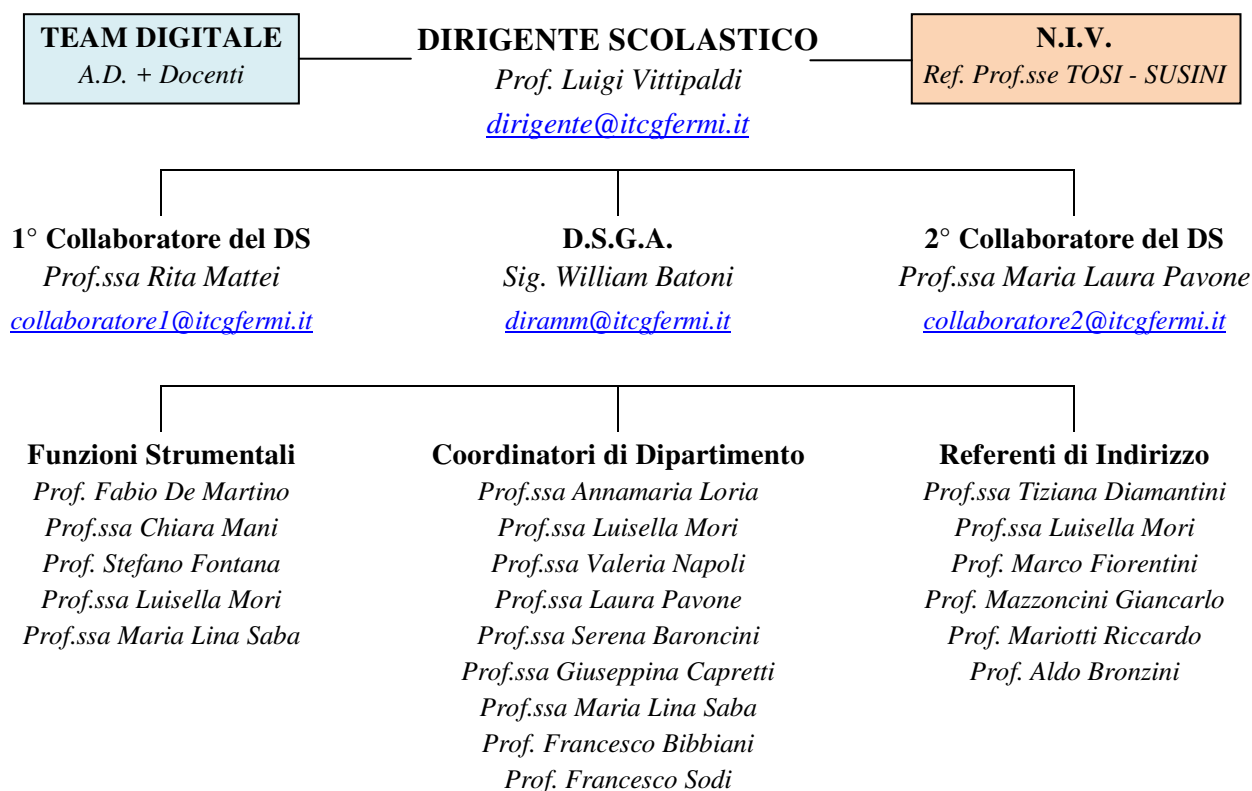 TEAM DIGITALE
A.D. + Docenti
DIRIGENTE SCOLASTICO
Prof. Luigi Vittipaldi
dirigente@itcgfermi.it
N.I.V.
Ref. Prof.sse TOSI - SUSINI
1° Collaboratore del DS
Prof.ssa Rita Mattei
collaboratore1@itcgfermi.it
D.S.G.A.
Sig. William Batoni
diramm@itcgfermi.it
2° Collaboratore del DS
Prof.ssa Maria Laura Pavone
collaboratore2@itcgfermi.it
Funzioni Strumentali
Prof. Fabio De Martino
Prof.ssa Chiara Mani
Prof. Stefano Fontana
Prof.ssa Luisella Mori
Prof.ssa Maria Lina Saba
Coordinatori di Dipartimento
Prof.ssa Annamaria Loria
Prof.ssa Luisella Mori
Prof.ssa Valeria Napoli
Prof.ssa Laura Pavone
Prof.ssa Serena Baroncini
Prof.ssa Giuseppina Capretti
Prof.ssa Maria Lina Saba
Prof. Francesco Bibbiani
Prof. Francesco Sodi
Referenti di Indirizzo
Prof.ssa Tiziana Diamantini
Prof.ssa Luisella Mori
Prof. Marco Fiorentini
Prof. Mazzoncini Giancarlo
Prof. Mariotti Riccardo
Prof. Aldo Bronzini